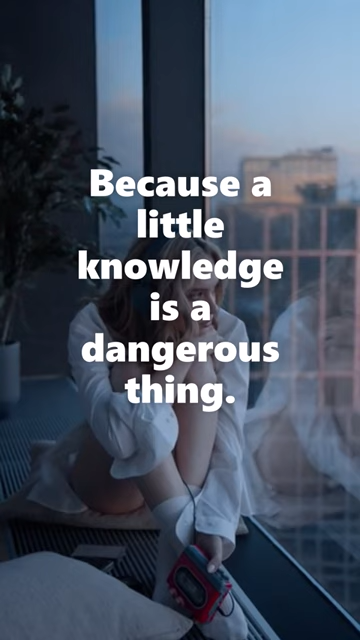 Because a
little
knowledge
is a
dangerous
thing.